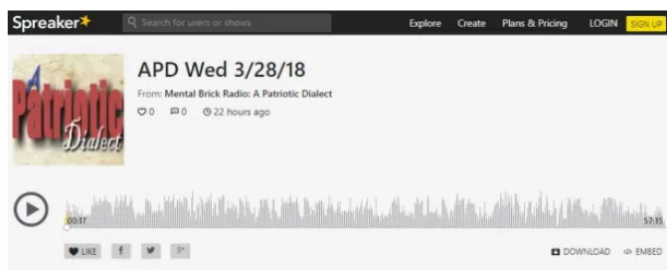 Spreaker
Search for users or shows
Explore
Create
Plans & Pricing
LOGIN
SIGN UP
A
Patriotic
Dialect
APD Wed 3/28/18
From: Mental Brick Radio: A Patriotic Dialect
0
0
22 hours ago
00:17
57:15
LIKE
f
g+
DOWNLOAD
</> EMBED